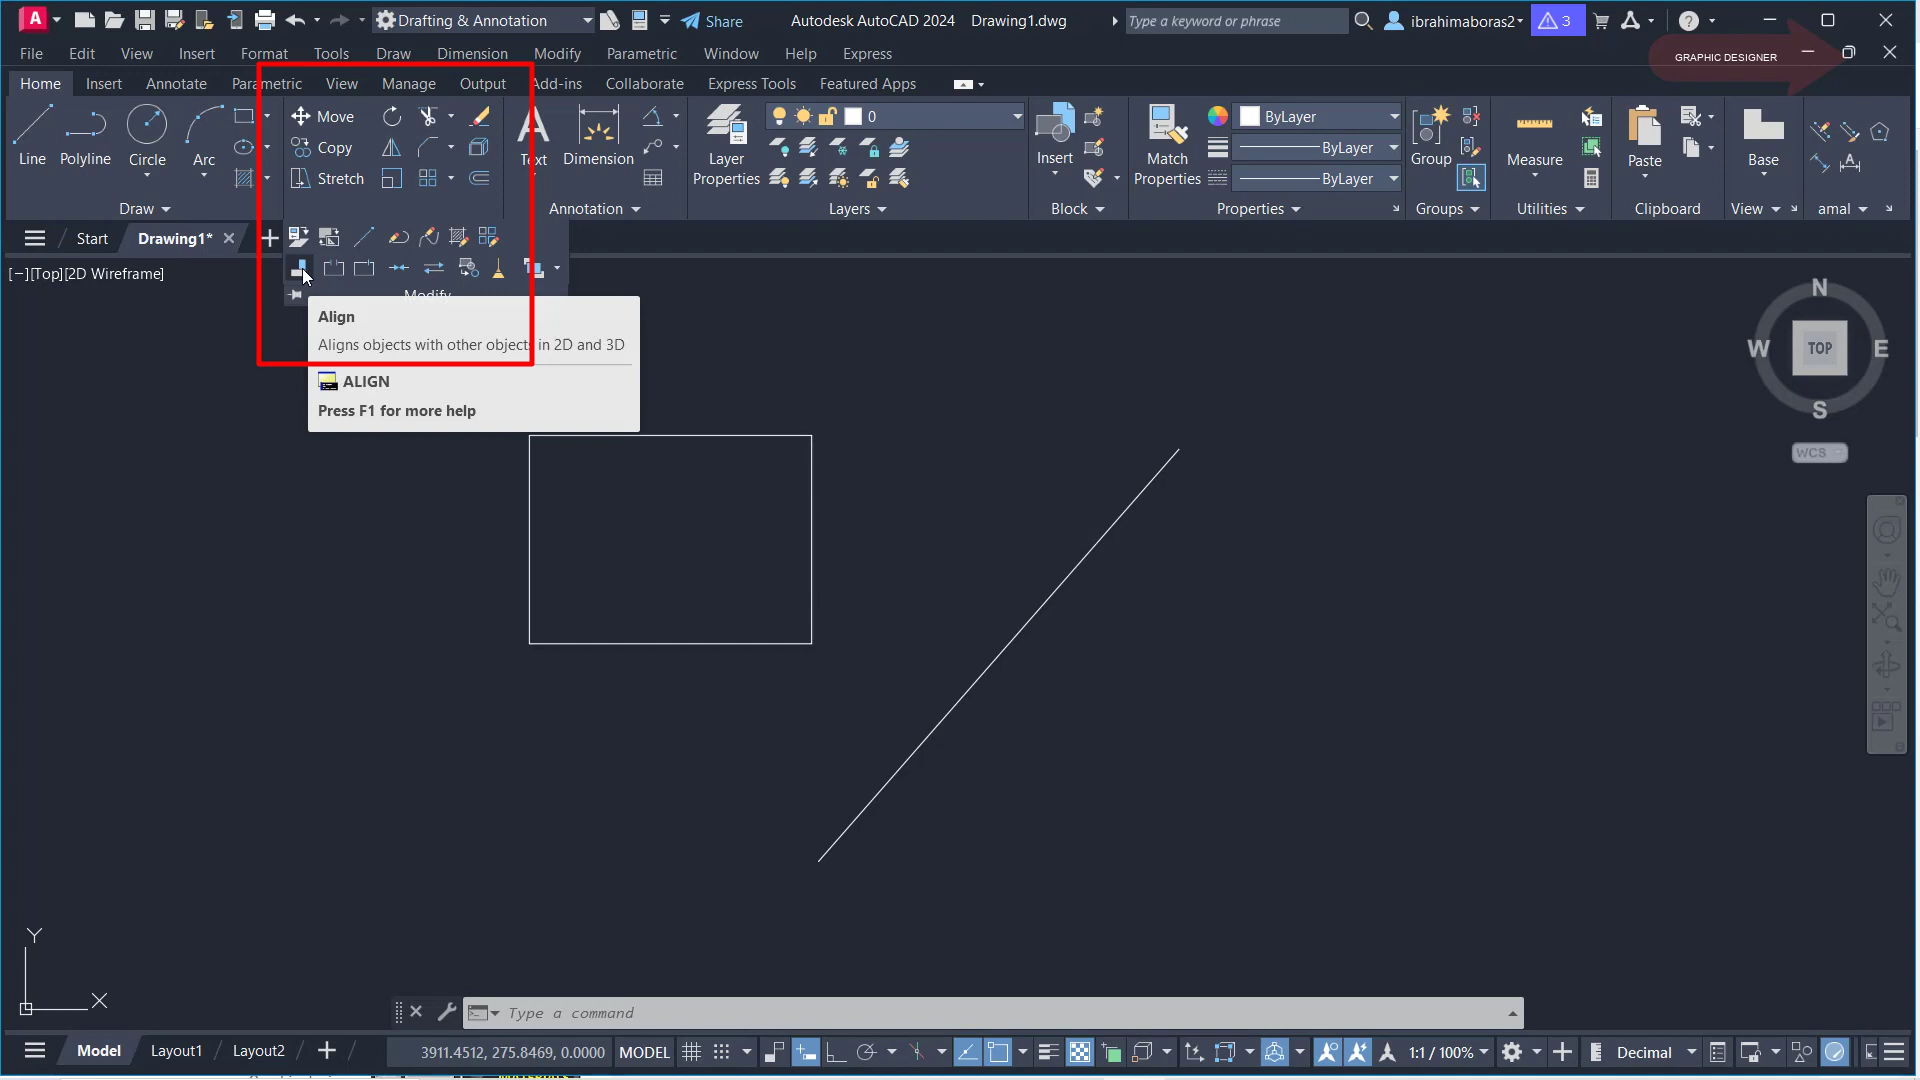 A
Drafting & Annotation
Share
Autodesk AutoCAD 2024 Drawing1.dwg
Type a keyword or phrase
ibrahimaboras2
3
?
File Edit View Insert Format Tools Draw Dimension Modify Parametric Window Help Express
GRAPHIC DESIGNER
Home Insert Annotate Parametric View Manage Output Add-ins Collaborate Express Tools Featured Apps
Line Polyline Circle Arc
Draw
Move
Copy
Stretch
A
Text
Dimension
Annotation
Layer
Properties
0
Layers
Insert
Block
Match
Properties
ByLayer
ByLayer
ByLayer
Properties
Group
Groups
Measure
Utilities
Paste
Clipboard
Base
View
amal
Start
Drawing1*
[−][Top][2D Wireframe]
Modify
Align
Aligns objects with other objects in 2D and 3D
ALIGN
Press F1 for more help
N
W TOP E
S
WCS
Y
X
Type a command
Model Layout1 Layout2
3911.4512, 275.8469, 0.0000 MODEL
1:1 / 100%
Decimal